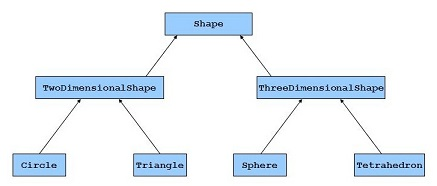 Shape
TwoDimensionalShape
ThreeDimensionalShape
Circle
Triangle
Sphere
Tetrahedron